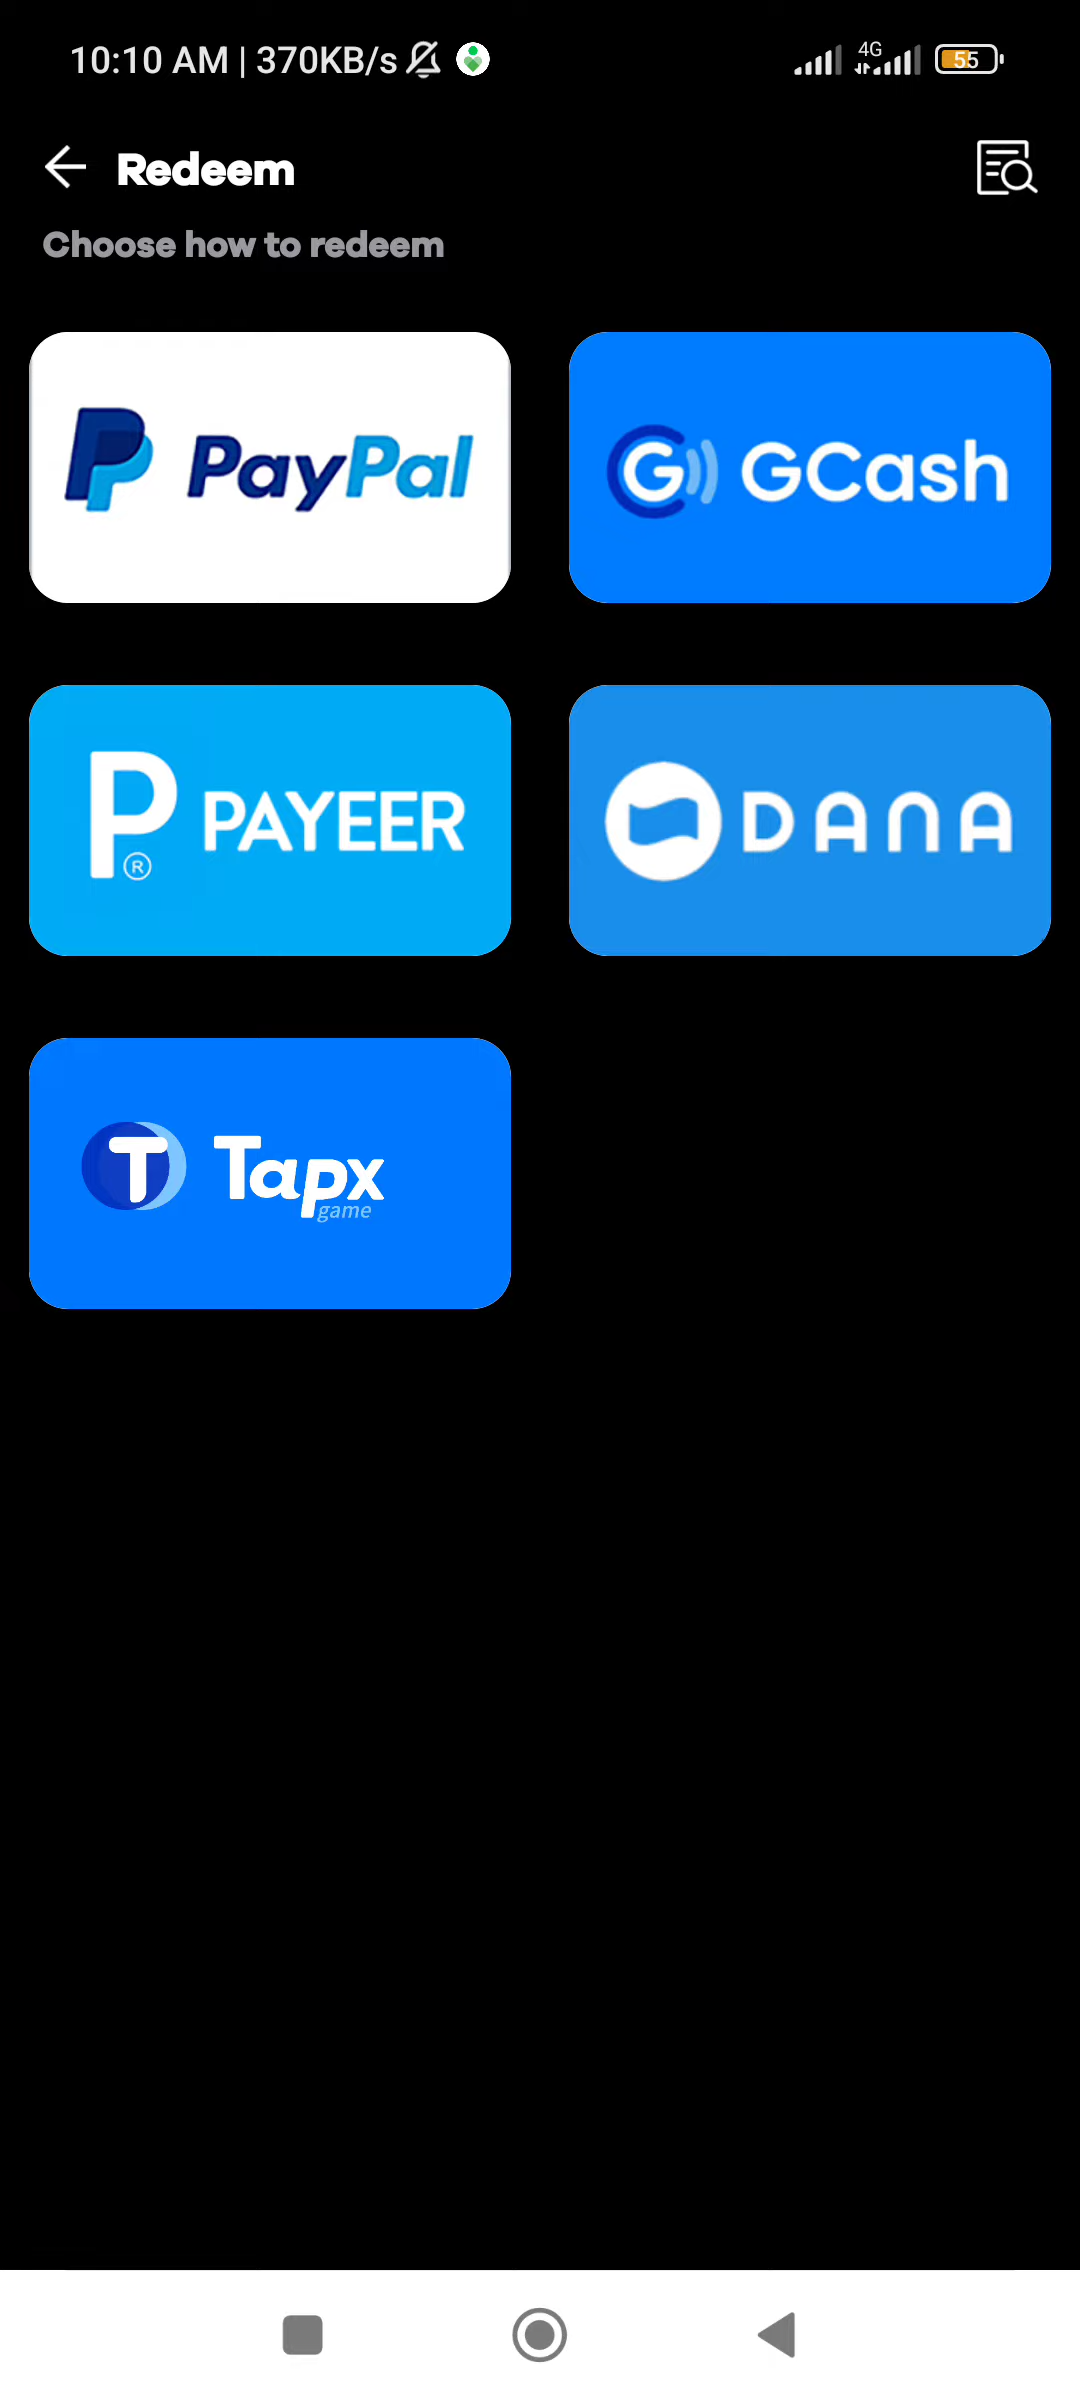 10:10 AM | 370KB/s
4G
55
Redeem
Choose how to redeem
PayPal
G GCash
P® PAYEER
DANA
T Tapx
game